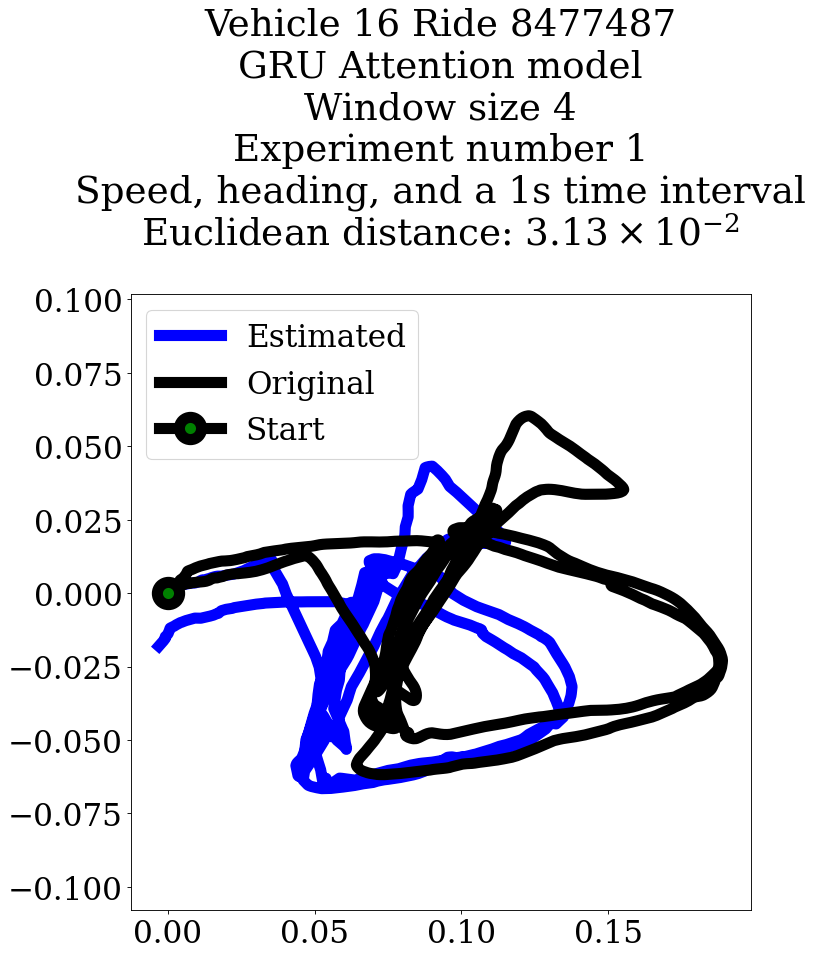 Vehicle 16 Ride 8477487
GRU Attention model
Window size 4
Experiment number 1
Speed, heading, and a 1s time interval
Euclidean distance: 3.13 × 10⁻²
Estimated
Original
Start
0.100
0.075
0.050
0.025
0.000
−0.025
−0.050
−0.075
−0.100
0.00 0.05 0.10 0.15